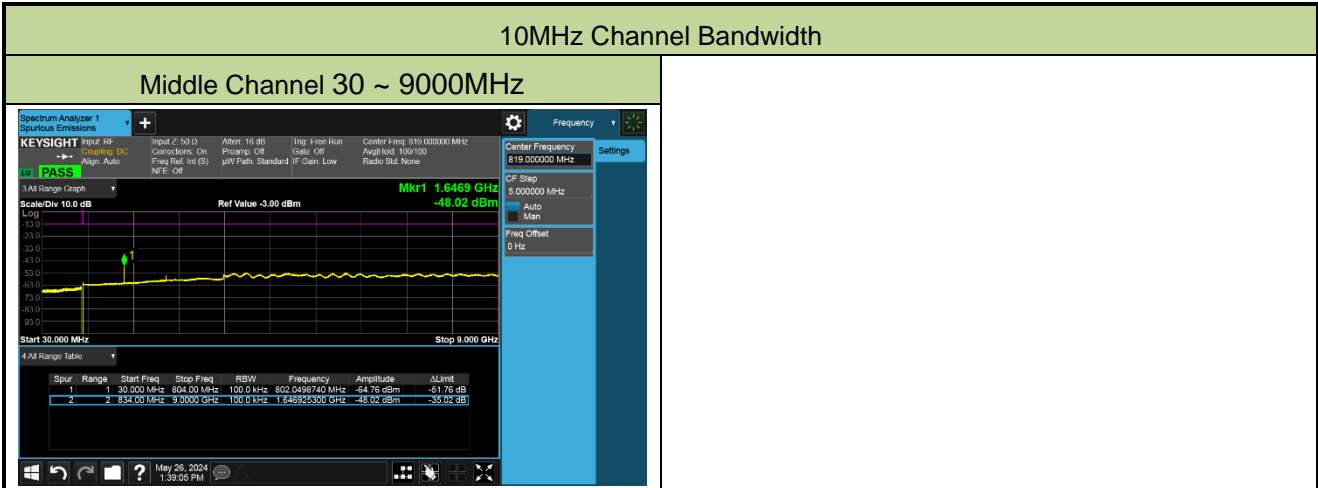 10MHz Channel Bandwidth
Middle Channel 30 ~ 9000MHz
Spectrum Analyzer 1
Spurious Emissions
+
Frequency
KEYSIGHT
Input: RF
Coupling: DC
Align: Auto
Input Z: 50 Ω
Corrections: On
Freq Ref: Int (S)
NFE: Off
Atten: 16 dB
Preamp: Off
µW Path: Standard
Trig: Free Run
Gate: Off
IF Gain: Low
Center Freq: 819.000000 MHz
Avg|Hold: 100/100
Radio Std: None
LW PASS
Center Frequency
819.000000 MHz
Settings
CF Step
5.000000 MHz
Auto
Man
Freq Offset
0 Hz
3 All Range Graph
Mkr1 1.6469 GHz
Scale/Div 10.0 dB Ref Value -3.00 dBm -48.02 dBm
Log
-13.0
-23.0
-33.0
-43.0
1
-53.0
-63.0
-73.0
-83.0
-93.0
Start 30.000 MHz Stop 9.000 GHz
4 All Range Table
Spur Range Start Freq Stop Freq RBW Frequency Amplitude ΔLimit
1 1 30.000 MHz 804.00 MHz 100.0 kHz 802.0498740 MHz -64.76 dBm -51.76 dB
2 2 834.00 MHz 9.0000 GHz 100.0 kHz 1.646925300 GHz -48.02 dBm -35.02 dB
?
May 26, 2024
1:39:05 PM